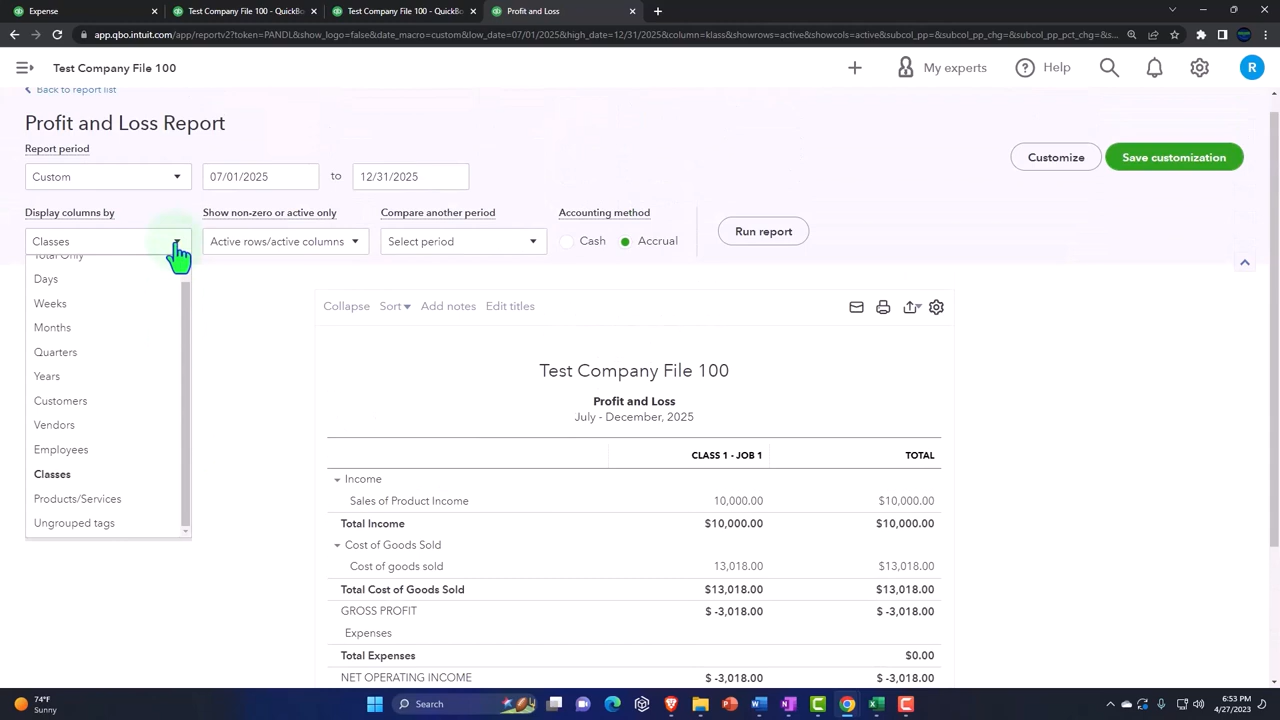 Expense
Test Company File 100 - QuickBo
Test Company File 100 - QuickBo
Profit and Loss
app.qbo.intuit.com/app/reportv2?token=PANDL&show_logo=false&date_macro=custom&low_date=07/01/2025&high_date=12/31/2025&column=klass&showrows=active&showcols=active&subcol_pp=&subcol_pp_chg=&subcol_pp_pct_chg=&subcol_py=&subcol_py_ch...
Test Company File 100
My experts
Help
R
Back to report list
Profit and Loss Report
Report period
Custom
07/01/2025
to
12/31/2025
Customize
Save customization
Display columns by
Show non-zero or active only
Compare another period
Accounting method
Classes
Active rows/active columns
Select period
Cash
Accrual
Run report
Total Only
Days
Weeks
Months
Quarters
Years
Customers
Vendors
Employees
Classes
Products/Services
Ungrouped tags
Collapse
Sort
Add notes
Edit titles
Test Company File 100
Profit and Loss
July - December, 2025
CLASS 1 - JOB 1 TOTAL
Income
Sales of Product Income 10,000.00 $10,000.00
Total Income $10,000.00 $10,000.00
Cost of Goods Sold
Cost of goods sold 13,018.00 $13,018.00
Total Cost of Goods Sold $13,018.00 $13,018.00
GROSS PROFIT $ -3,018.00 $ -3,018.00
Expenses
Total Expenses $0.00
NET OPERATING INCOME $ -3,018.00 $ -3,018.00
74°F
Sunny
Search
6:53 PM
4/27/2023